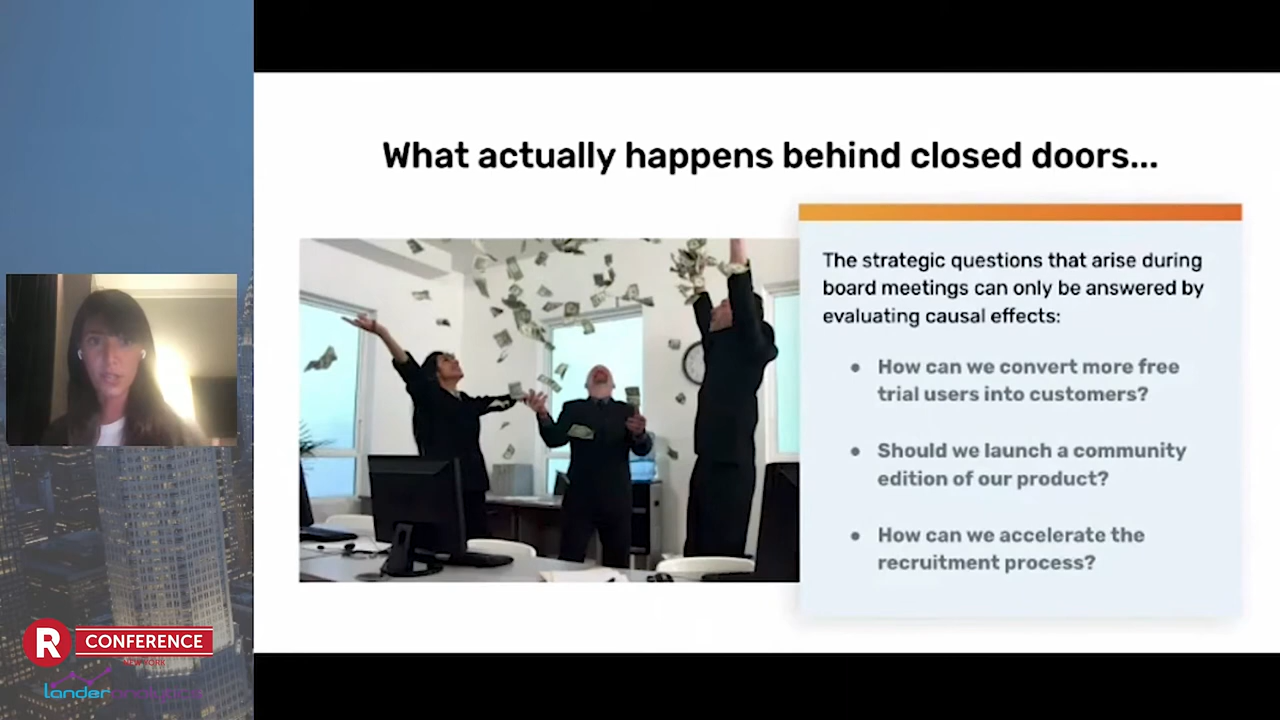 What actually happens behind closed doors...
The strategic questions that arise during
board meetings can only be answered by
evaluating causal effects:
• How can we convert more free
trial users into customers?
• Should we launch a community
edition of our product?
• How can we accelerate the
recruitment process?
R CONFERENCE
NEW YORK
lander analytics